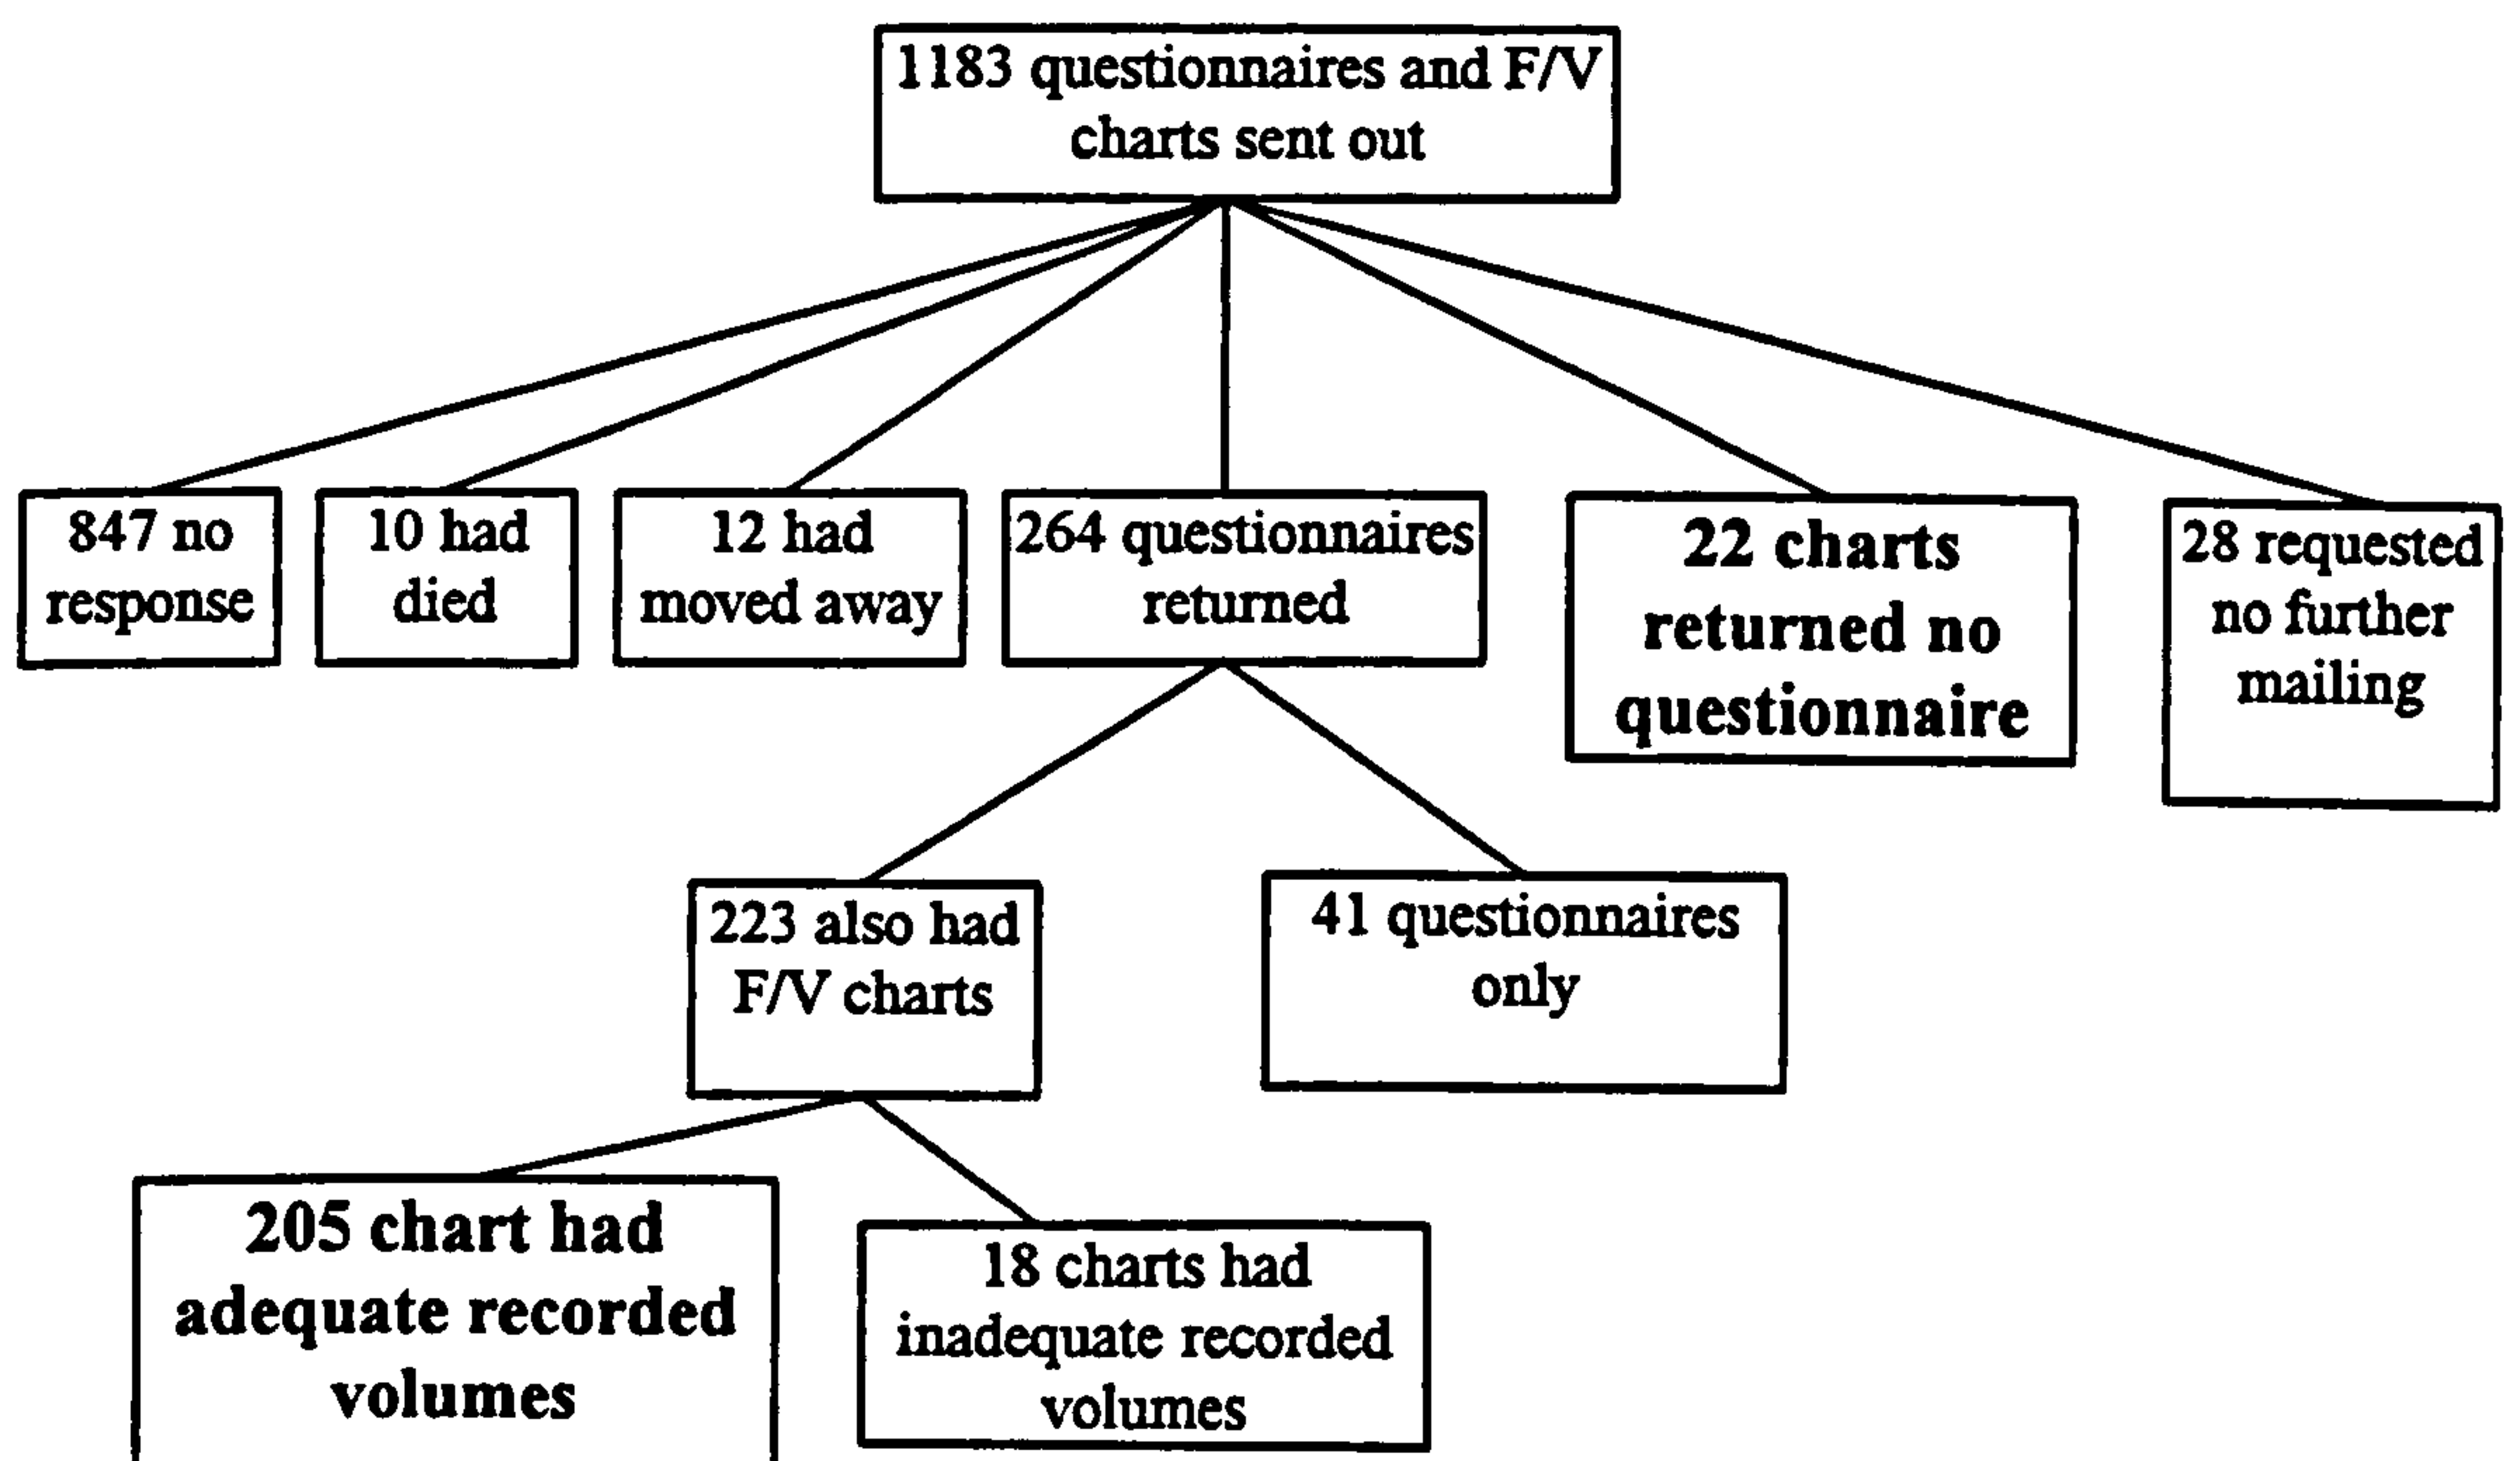 1183 questionnaires and F/V
charts sent out
847 no
response
10 had
died
12 had
moved away
264 questionnaires
returned
22 charts
returned no
questionnaire
28 requested
no further
mailing
223 also had
F/V charts
41 questionnaires
only
205 chart had
adequate recorded
volumes
18 charts had
inadequate recorded
volumes